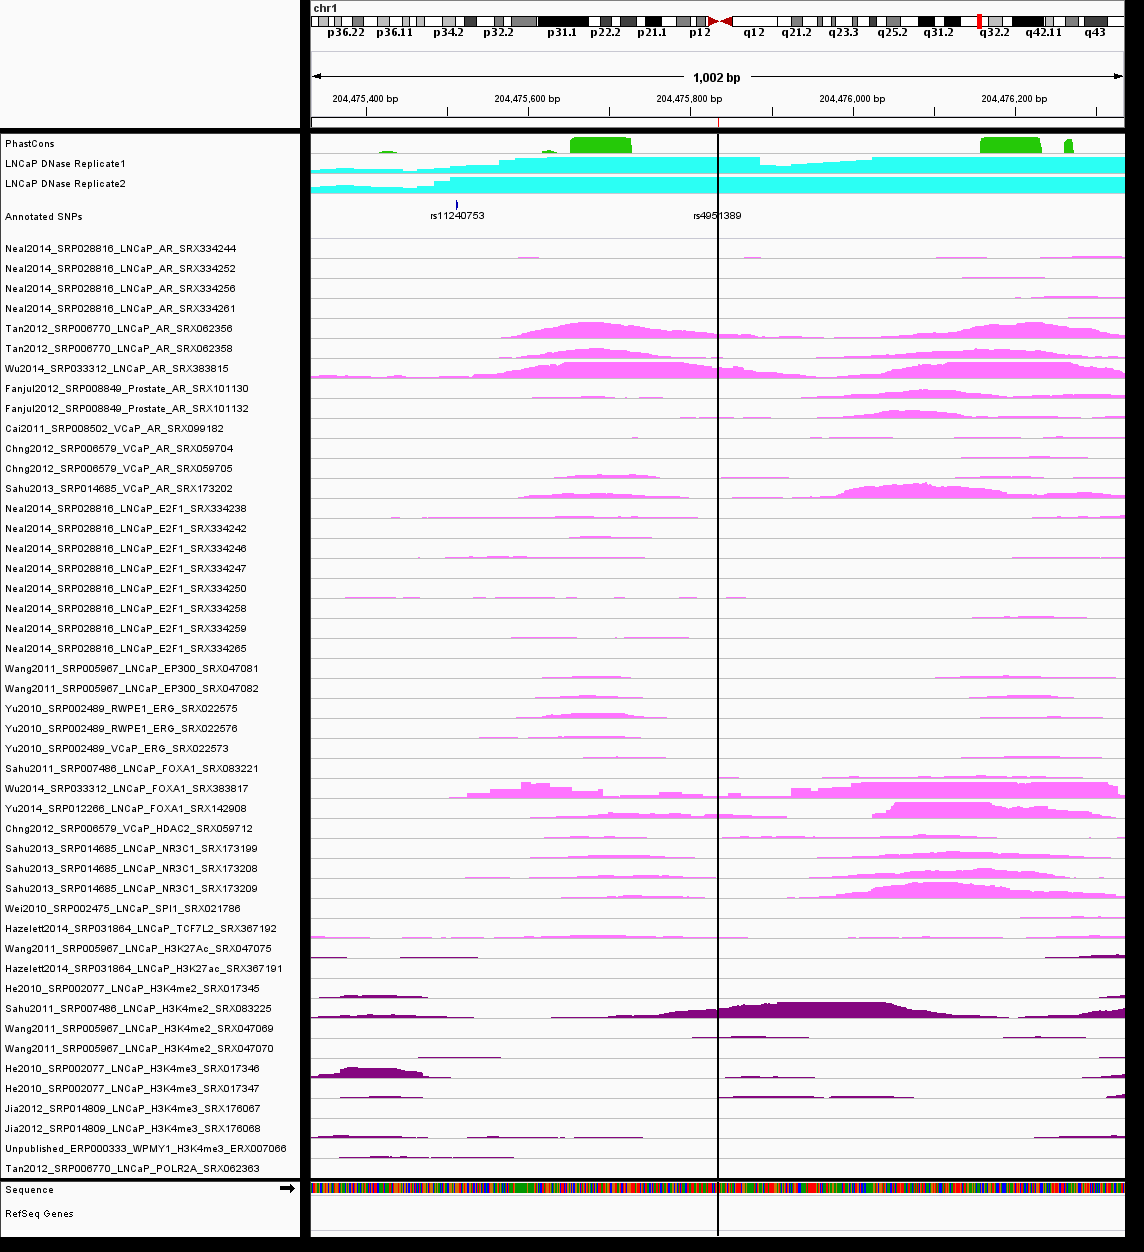 chr1
p36.22 p36.11 p34.2 p32.2 p31.1 p22.2 p21.1 p12 q12 q21.2 q23.3 q25.2 q31.2 q32.2 q42.11 q43
1,002 bp
204,475,400 bp 204,475,600 bp 204,475,800 bp 204,476,000 bp 204,476,200 bp
PhastCons
LNCaP DNase Replicate1
LNCaP DNase Replicate2
Annotated SNPs rs11240753 rs4951389
Neal2014_SRP028816_LNCaP_AR_SRX334244
Neal2014_SRP028816_LNCaP_AR_SRX334252
Neal2014_SRP028816_LNCaP_AR_SRX334256
Neal2014_SRP028816_LNCaP_AR_SRX334261
Tan2012_SRP006770_LNCaP_AR_SRX062356
Tan2012_SRP006770_LNCaP_AR_SRX062358
Wu2014_SRP033312_LNCaP_AR_SRX383815
Fanjul2012_SRP008849_Prostate_AR_SRX101130
Fanjul2012_SRP008849_Prostate_AR_SRX101132
Cai2011_SRP008502_VCaP_AR_SRX099182
Chng2012_SRP006579_VCaP_AR_SRX059704
Chng2012_SRP006579_VCaP_AR_SRX059705
Sahu2013_SRP014685_VCaP_AR_SRX173202
Neal2014_SRP028816_LNCaP_E2F1_SRX334238
Neal2014_SRP028816_LNCaP_E2F1_SRX334242
Neal2014_SRP028816_LNCaP_E2F1_SRX334246
Neal2014_SRP028816_LNCaP_E2F1_SRX334247
Neal2014_SRP028816_LNCaP_E2F1_SRX334250
Neal2014_SRP028816_LNCaP_E2F1_SRX334258
Neal2014_SRP028816_LNCaP_E2F1_SRX334259
Neal2014_SRP028816_LNCaP_E2F1_SRX334265
Wang2011_SRP005967_LNCaP_EP300_SRX047081
Wang2011_SRP005967_LNCaP_EP300_SRX047082
Yu2010_SRP002489_RWPE1_ERG_SRX022575
Yu2010_SRP002489_RWPE1_ERG_SRX022576
Yu2010_SRP002489_VCaP_ERG_SRX022573
Sahu2011_SRP007486_LNCaP_FOXA1_SRX083221
Wu2014_SRP033312_LNCaP_FOXA1_SRX383817
Yu2014_SRP012266_LNCaP_FOXA1_SRX142908
Chng2012_SRP006579_VCaP_HDAC2_SRX059712
Sahu2013_SRP014685_LNCaP_NR3C1_SRX173199
Sahu2013_SRP014685_LNCaP_NR3C1_SRX173208
Sahu2013_SRP014685_LNCaP_NR3C1_SRX173209
Wei2010_SRP002475_LNCaP_SPI1_SRX021786
Hazelett2014_SRP031864_LNCaP_TCF7L2_SRX367192
Wang2011_SRP005967_LNCaP_H3K27Ac_SRX047075
Hazelett2014_SRP031864_LNCaP_H3K27ac_SRX367191
He2010_SRP002077_LNCaP_H3K4me2_SRX017345
Sahu2011_SRP007486_LNCaP_H3K4me2_SRX083225
Wang2011_SRP005967_LNCaP_H3K4me2_SRX047069
Wang2011_SRP005967_LNCaP_H3K4me2_SRX047070
He2010_SRP002077_LNCaP_H3K4me3_SRX017346
He2010_SRP002077_LNCaP_H3K4me3_SRX017347
Jia2012_SRP014809_LNCaP_H3K4me3_SRX176067
Jia2012_SRP014809_LNCaP_H3K4me3_SRX176068
Unpublished_ERP000333_WPMY1_H3K4me3_ERX007066
Tan2012_SRP006770_LNCaP_POLR2A_SRX062363
Sequence
RefSeq Genes